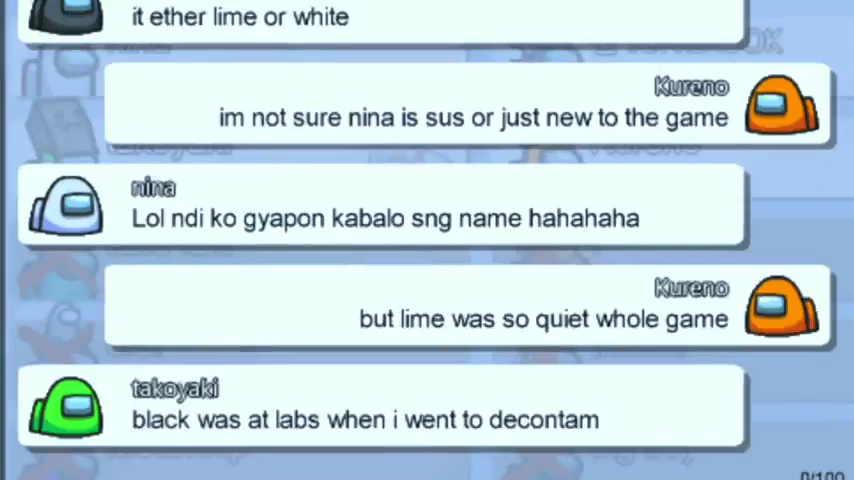 it ether lime or white
Kureno
im not sure nina is sus or just new to the game
nina
Lol ndi ko gyapon kabalo sng name hahahaha
Kureno
but lime was so quiet whole game
takoyaki
black was at labs when i went to decontam
0/100